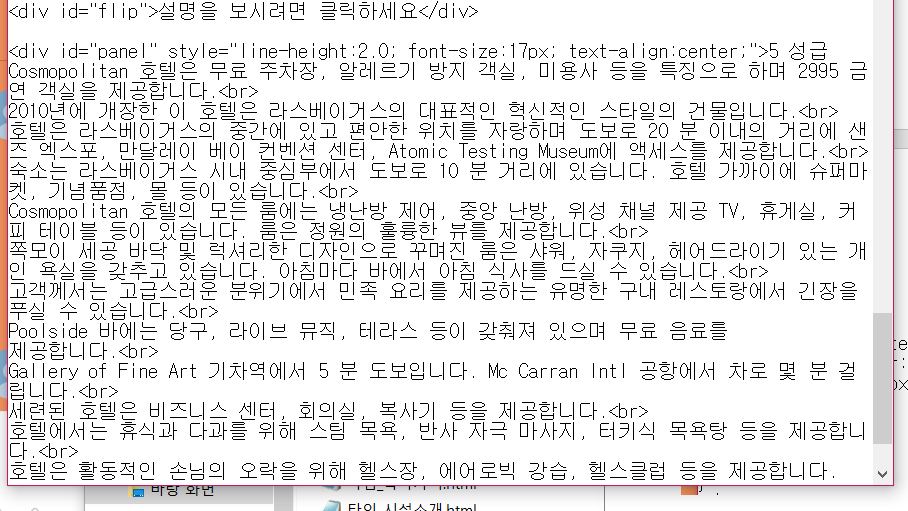 <div id="flip">설명을 보시려면 클릭하세요</div>
<div id="panel" style="line-height:2.0; font-size:17px; text-align:center;">5 성급
Cosmopolitan 호텔은 무료 주차장, 알레르기 방지 객실, 미용사 등을 특징으로 하며 2995 금
연 객실을 제공합니다.<br>
2010년에 개장한 이 호텔은 라스베이거스의 대표적인 혁신적인 스타일의 건물입니다.<br>
호텔은 라스베이거스의 중간에 있고 편안한 위치를 자랑하며 도보로 20 분 이내의 거리에 샌
즈 엑스포, 만달레이 베이 컨벤션 센터, Atomic Testing Museum에 액세스를 제공합니다.<br>
숙소는 라스베이거스 시내 중심부에서 도보로 10 분 거리에 있습니다. 호텔 가까이에 슈퍼마
켓, 기념품점, 몰 등이 있습니다.<br>
Cosmopolitan 호텔의 모든 룸에는 냉난방 제어, 중앙 난방, 위성 채널 제공 TV, 휴게실, 커
피 테이블 등이 있습니다. 룸은 정원의 훌륭한 뷰를 제공합니다.<br>
쪽모이 세공 바닥 및 럭셔리한 디자인으로 꾸며진 룸은 샤워, 자쿠지, 헤어드라이기 있는 개
인 욕실을 갖추고 있습니다. 아침마다 바에서 아침 식사를 드실 수 있습니다.<br>
고객께서는 고급스러운 분위기에서 민족 요리를 제공하는 유명한 구내 레스토랑에서 긴장을
푸실 수 있습니다.<br>
Poolside 바에는 당구, 라이브 뮤직, 테라스 등이 갖춰져 있으며 무료 음료를
제공합니다.<br>
Gallery of Fine Art 기차역에서 5 분 도보입니다. Mc Carran Intl 공항에서 차로 몇 분 걸
립니다.<br>
세련된 호텔은 비즈니스 센터, 회의실, 복사기 등을 제공합니다.<br>
호텔에서는 휴식과 다과를 위해 스팀 목욕, 반사 자극 마사지, 터키식 목욕탕 등을 제공합니
다.<br>
호텔은 활동적인 손님의 오락을 위해 헬스장, 에어로빅 강습, 헬스클럽 등을 제공합니다.
바탕 화면